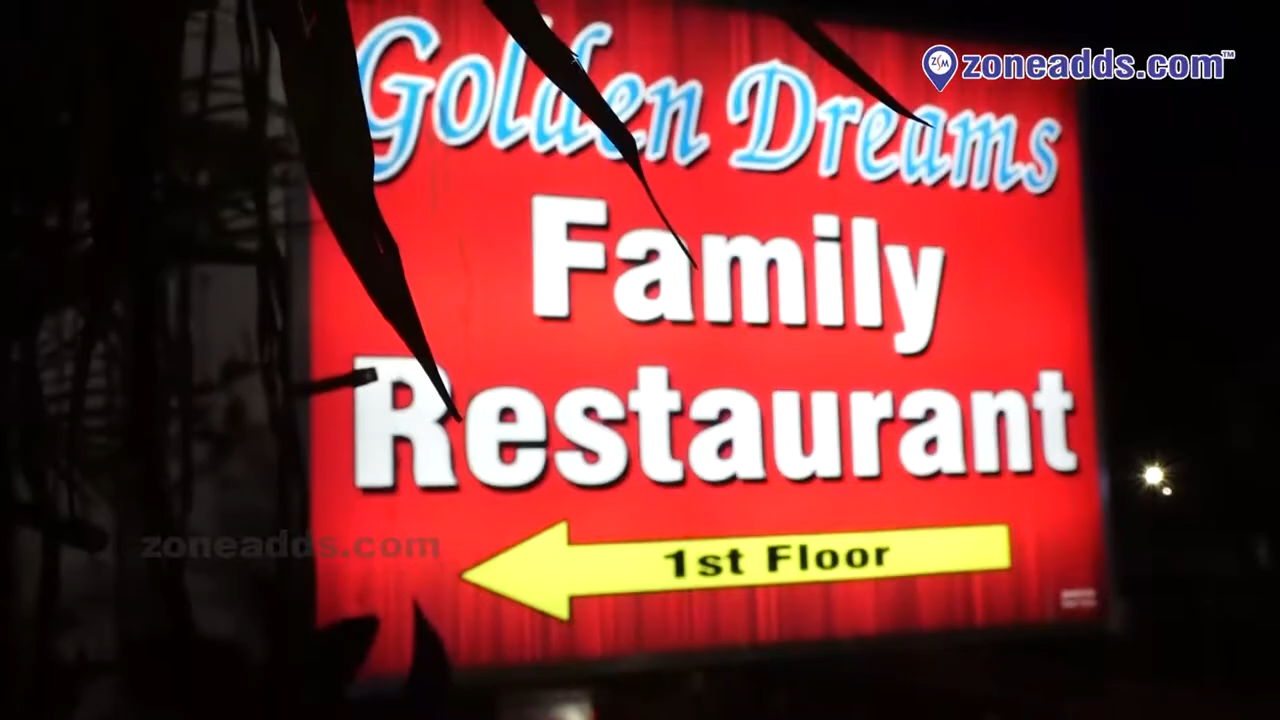 zoneadds.com™
Golden Dreams
Family
Restaurant
1st Floor
zoneadds.com